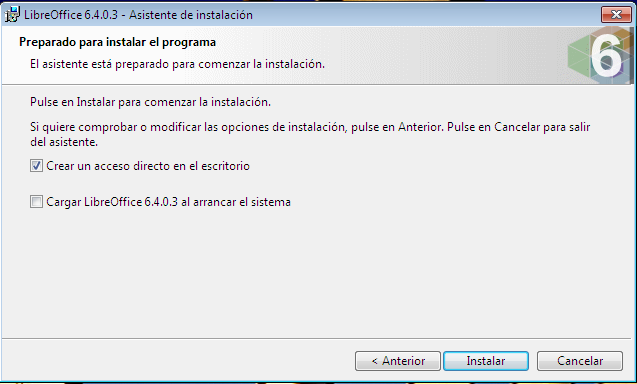 LibreOffice 6.4.0.3 - Asistente de instalación
Preparado para instalar el programa
El asistente está preparado para comenzar la instalación.
6
Pulse en Instalar para comenzar la instalación.
Si quiere comprobar o modificar las opciones de instalación, pulse en Anterior. Pulse en Cancelar para salir
del asistente.
Crear un acceso directo en el escritorio
Cargar LibreOffice 6.4.0.3 al arrancar el sistema
< Anterior
Instalar
Cancelar